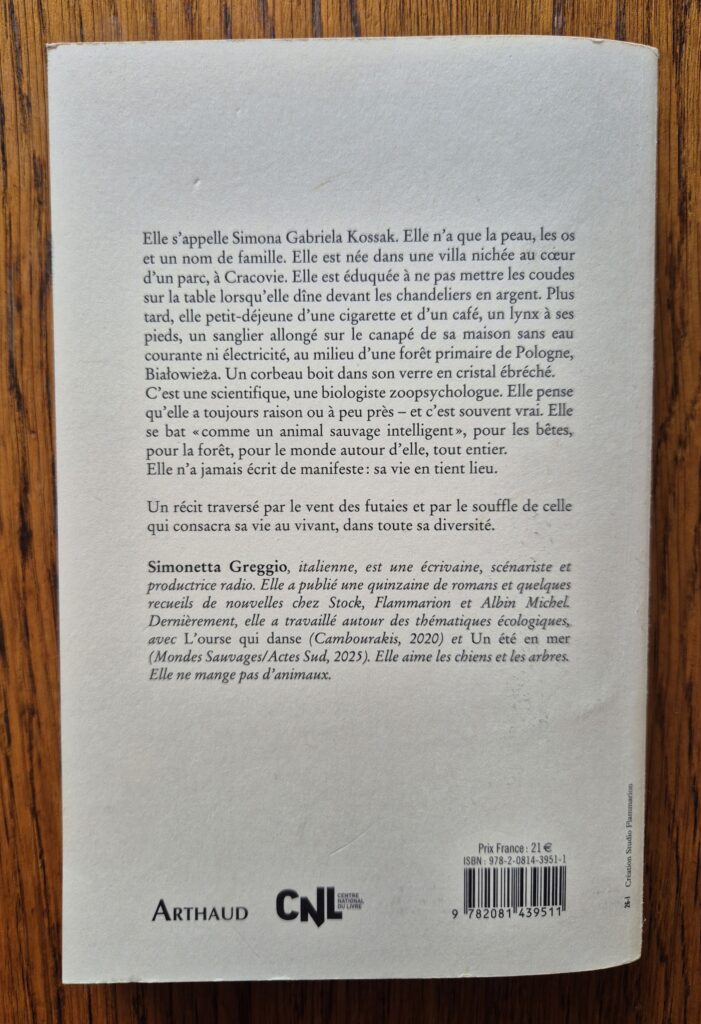 Elle s'appelle Simona Gabriela Kossak. Elle n'a que la peau, les os
et un nom de famille. Elle est née dans une villa nichée au cœur
d'un parc, à Cracovie. Elle est éduquée à ne pas mettre les coudes
sur la table lorsqu'elle dîne devant les chandeliers en argent. Plus
tard, elle petit-déjeune d'une cigarette et d'un café, un lynx à ses
pieds, un sanglier allongé sur le canapé de sa maison sans eau
courante ni électricité, au milieu d'une forêt primaire de Pologne,
Białowieża. Un corbeau boit dans son verre en cristal ébréché.
C'est une scientifique, une biologiste zoopsychologue. Elle pense
qu'elle a toujours raison ou à peu près – et c'est souvent vrai. Elle
se bat « comme un animal sauvage intelligent », pour les bêtes,
pour la forêt, pour le monde autour d'elle, tout entier.
Elle n'a jamais écrit de manifeste : sa vie en tient lieu.
Un récit traversé par le vent des futaies et par le souffle de celle
qui consacra sa vie au vivant, dans toute sa diversité.
Simonetta Greggio, italienne, est une écrivaine, scénariste et
productrice radio. Elle a publié une quinzaine de romans et quelques
recueils de nouvelles chez Stock, Flammarion et Albin Michel.
Dernièrement, elle a travaillé autour des thématiques écologiques,
avec L'ourse qui danse (Cambourakis, 2020) et Un été en mer
(Mondes Sauvages/Actes Sud, 2025). Elle aime les chiens et les arbres.
Elle ne mange pas d'animaux.
ARTHAUD
CNL
CENTRE
NATIONAL
DU LIVRE
Prix France : 21 €
ISBN : 978-2-0814-3951-1
9 782081 439511
26-I Création Studio Flammarion